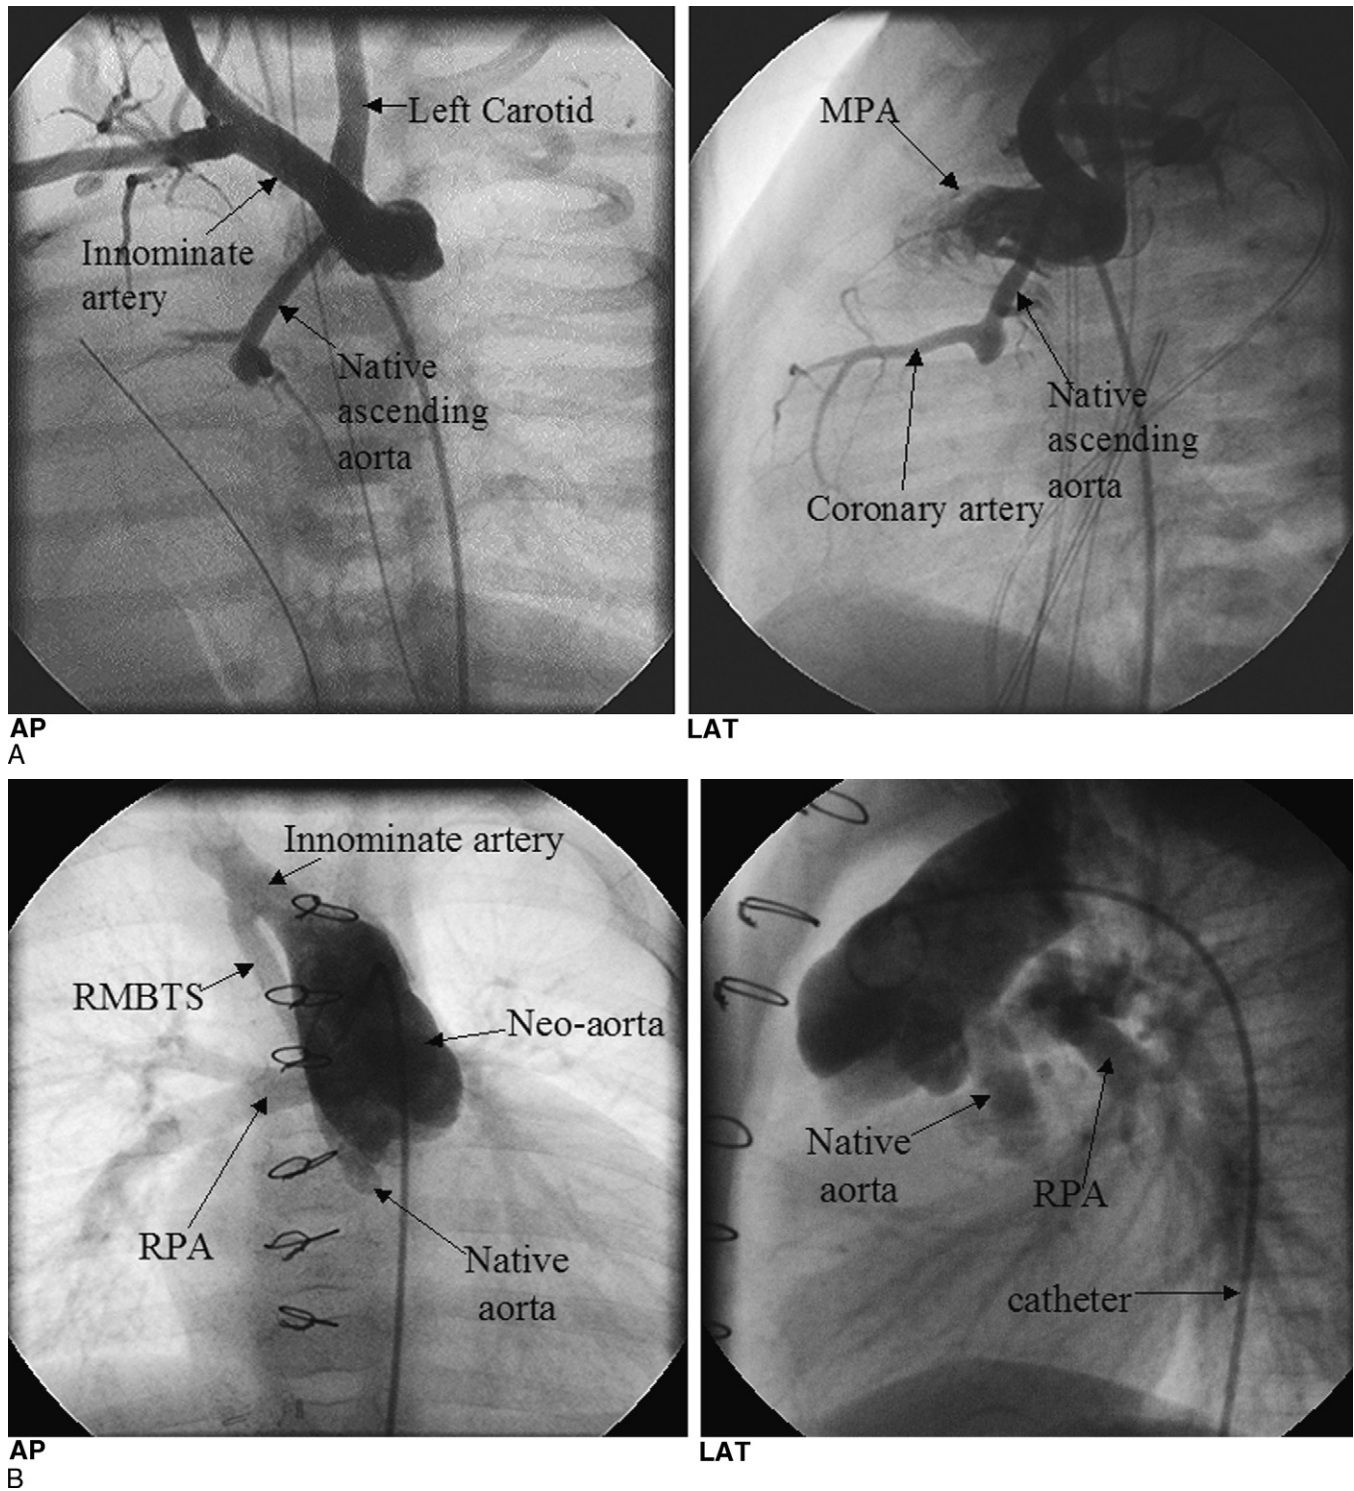 Left Carotid
Innominate
artery
Native
ascending
aorta
MPA
Native
ascending
aorta
Coronary artery
AP
LAT
A
Innominate artery
RMBTS
Neo-aorta
RPA
Native
aorta
Native
aorta
RPA
catheter
AP
LAT
B